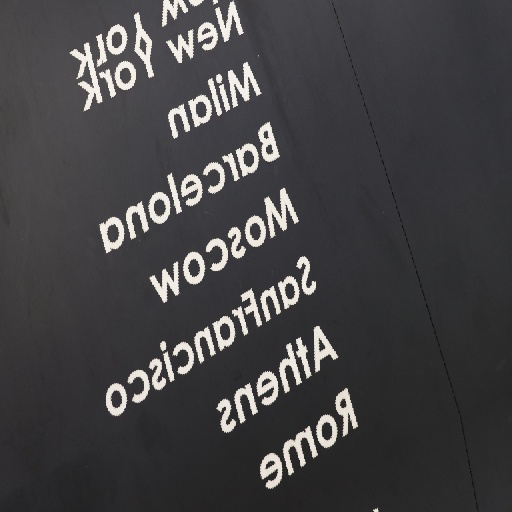 New York
New York
Milan
Barcelona
Moscow
SanFrancisco
Athens
Rome